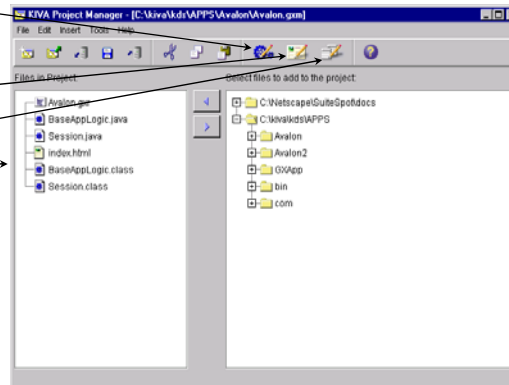 KIVA Project Manager - [C:\kiva\kds\APPS\Avalon\Avalon.gxm]
File Edit Insert Tools Help
Files in Project:
Select files to add to the project:
Avalon.gxr
BaseAppLogic.java
Session.java
index.html
BaseAppLogic.class
Session.class
C:\Netscape\SuiteSpot\docs
C:\kiva\kds\APPS
Avalon
Avalon2
GXApp
bin
com